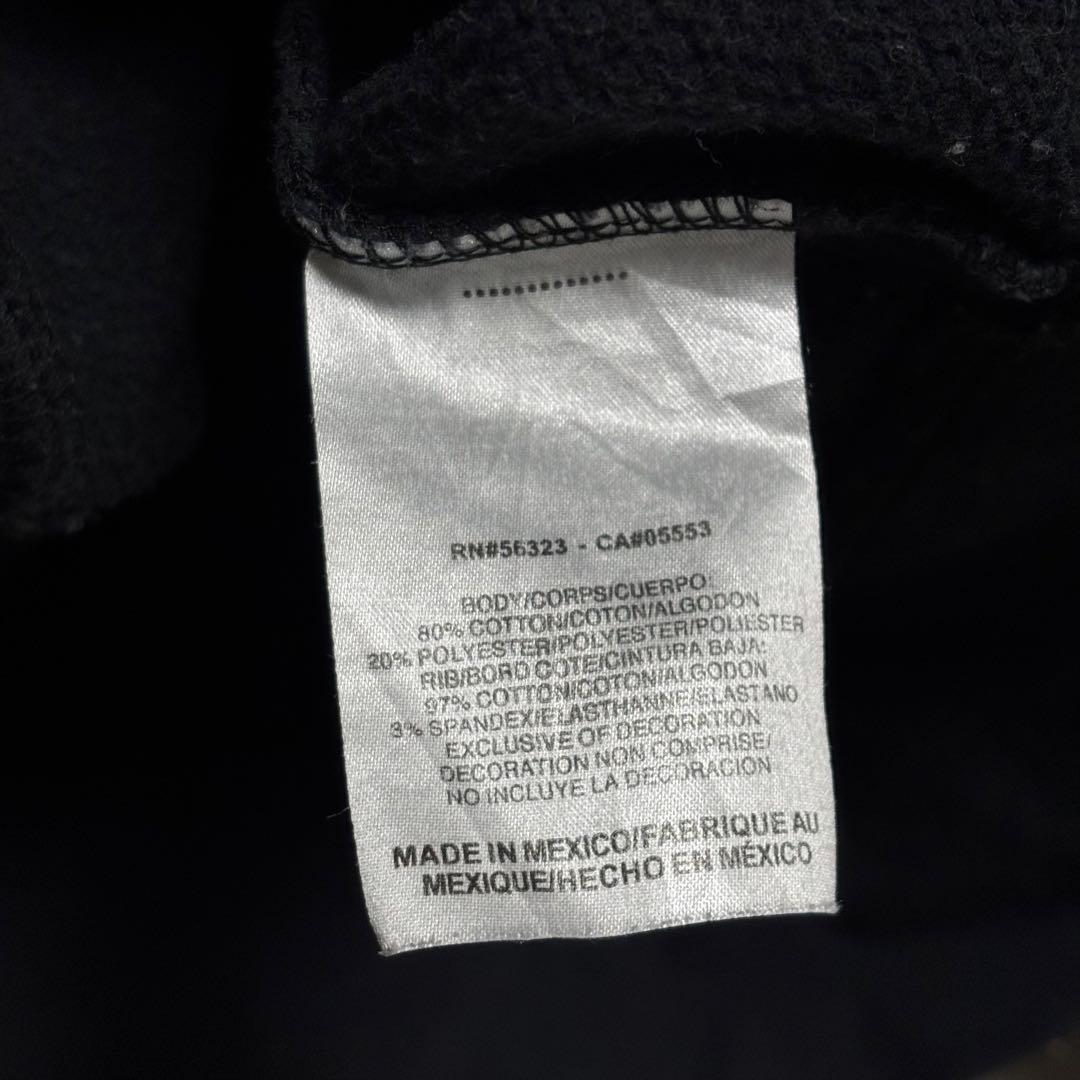 RN#56323 - CA#05553
BODY/CORPS/CUERPO:
80% COTTON/COTON/ALGODON
20% POLYESTER/POLYESTER/POLIESTER
RIB/BORD COTE/CINTURA BAJA:
97% COTTON/COTON/ALGODON
3% SPANDEX/ELASTHANNE/ELASTANO
EXCLUSIVE OF DECORATION
DECORATION NON COMPRISE/
NO INCLUYE LA DECORACION
MADE IN MEXICO/FABRIQUE AU
MEXIQUE/HECHO EN MÉXICO